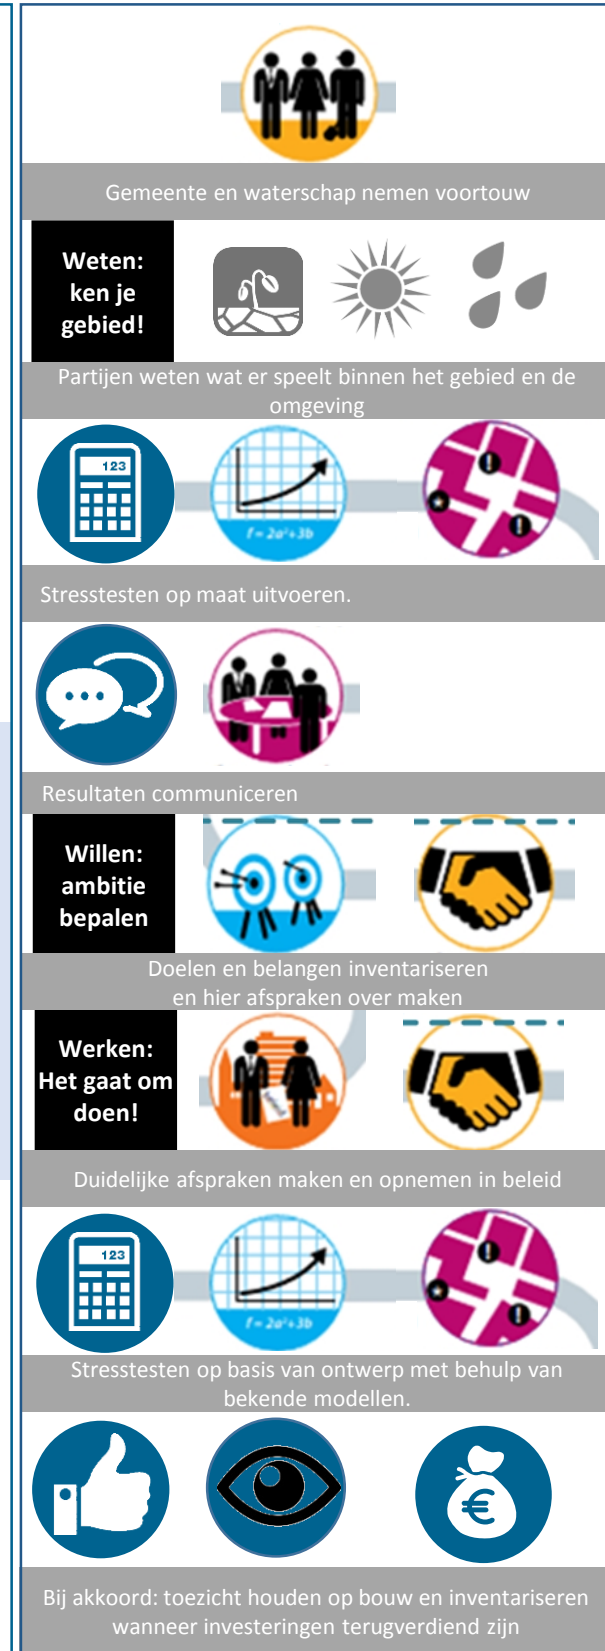 Gemeente en waterschap nemen voortouw
Weten:
ken je
gebied!
Partijen weten wat er speelt binnen het gebied en de
omgeving
123
f = 2a²+3b
Stresstesten op maat uitvoeren.
Resultaten communiceren
Willen:
ambitie
bepalen
Doelen en belangen inventariseren
en hier afspraken over maken
Werken:
Het gaat om
doen!
beleid
Duidelijke afspraken maken en opnemen in beleid
123
f = 2a²+3b
Stresstesten op basis van ontwerp met behulp van
bekende modellen.
€
Bij akkoord: toezicht houden op bouw en inventariseren
wanneer investeringen terugverdiend zijn